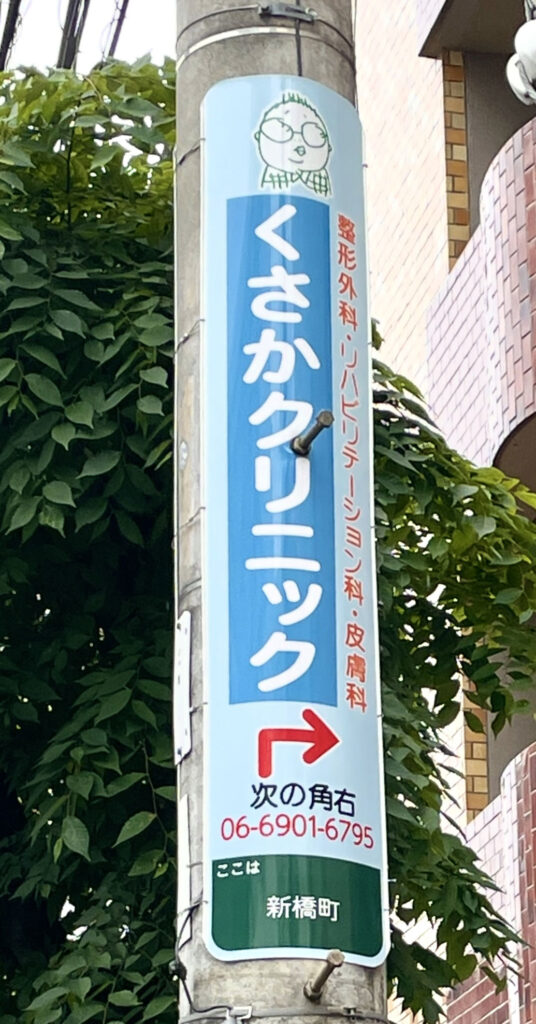 整形外科・リハビリテーション科・皮膚科
くさかクリニック
次の角右
06-6901-6795
ここは
新橋町